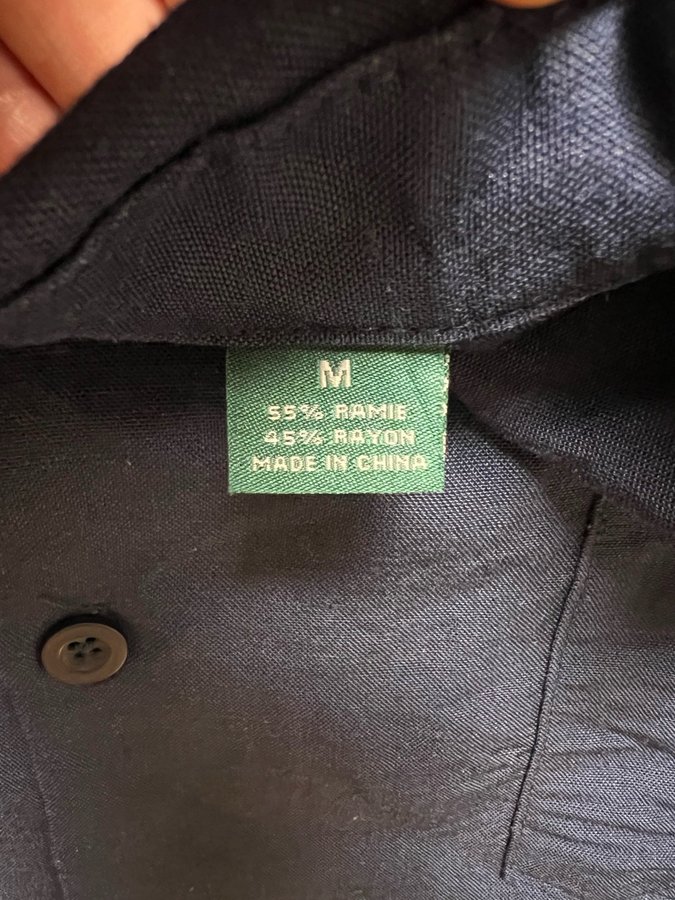 M
55% RAMIE
45% RAYON
MADE IN CHINA